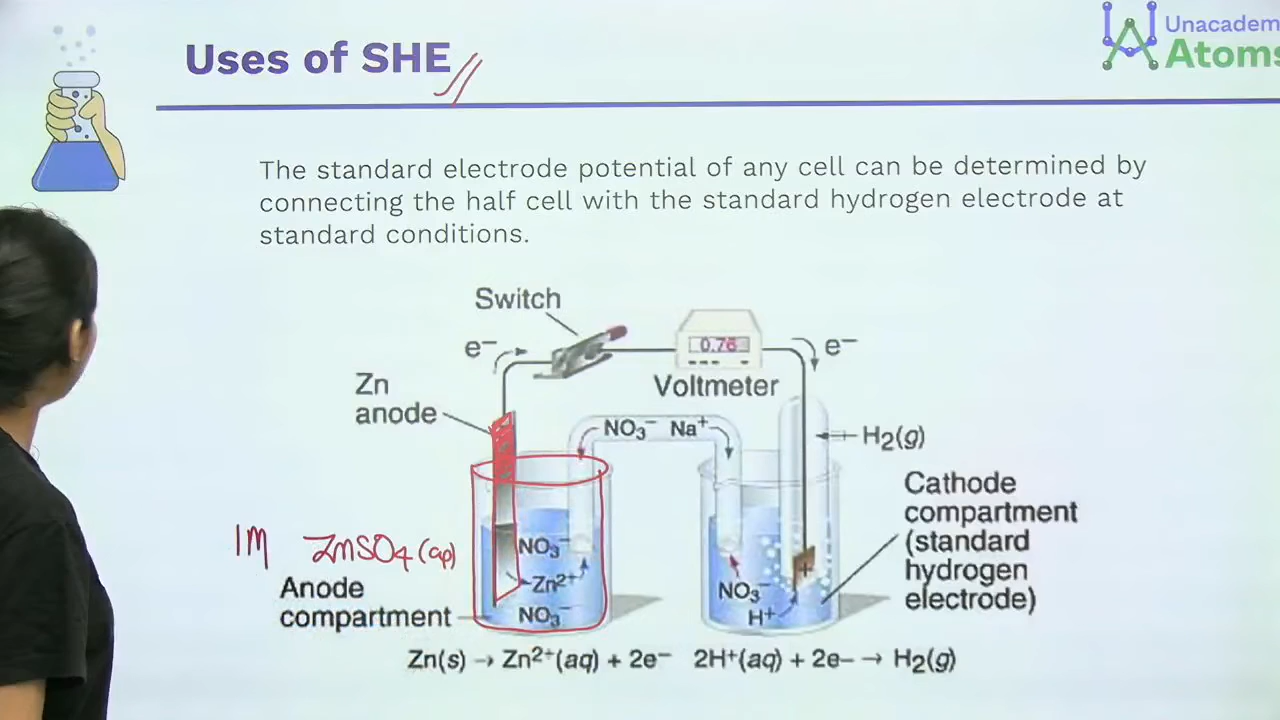 Unacadem
Atoms
Uses of SHE
The standard electrode potential of any cell can be determined by
connecting the half cell with the standard hydrogen electrode at
standard conditions.
Switch
e⁻
0.76
e⁻
Voltmeter
Zn
anode
NO₃⁻ Na⁺
H₂(g)
Cathode
compartment
(standard
hydrogen
electrode)
1M ZnSO₄(aq)
NO₃⁻
Zn²⁺
NO₃⁻
Anode
compartment
NO₃⁻
H⁺
+
Zn(s) → Zn²⁺(aq) + 2e⁻ 2H⁺(aq) + 2e– → H₂(g)